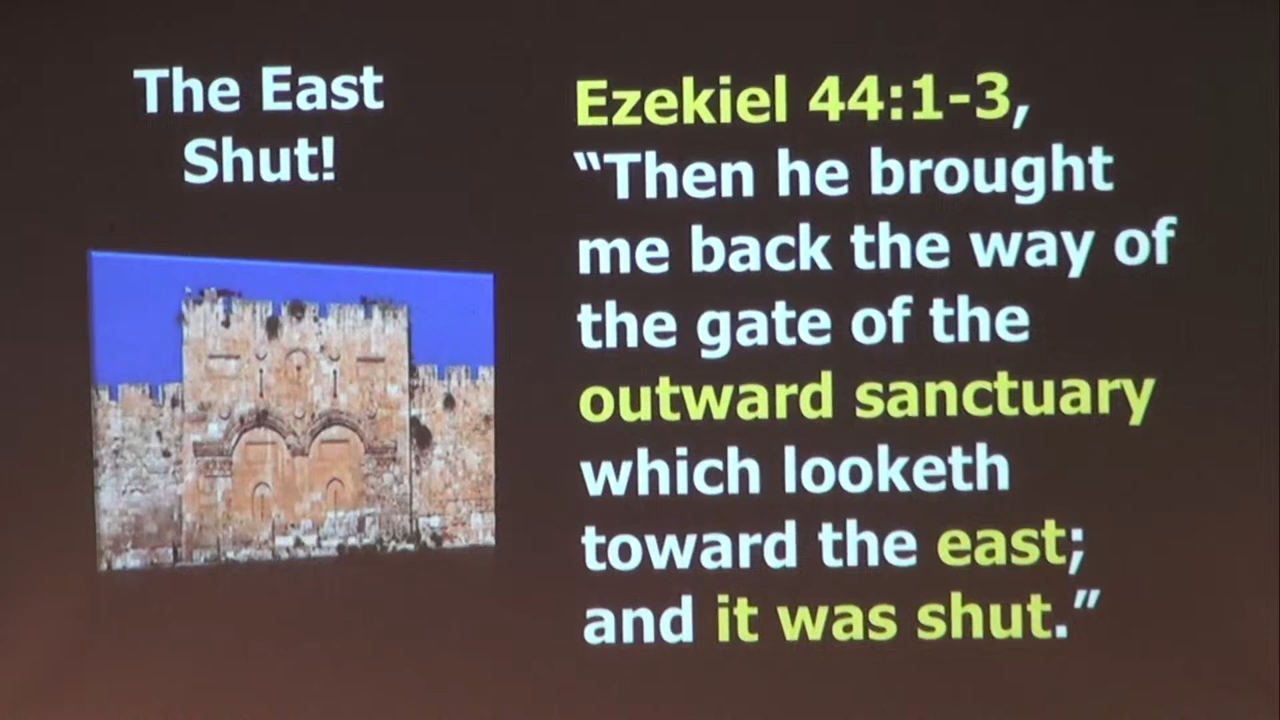 The East
Shut!
Ezekiel 44:1-3,
“Then he brought
me back the way of
the gate of the
outward sanctuary
which looketh
toward the east;
and it was shut.”